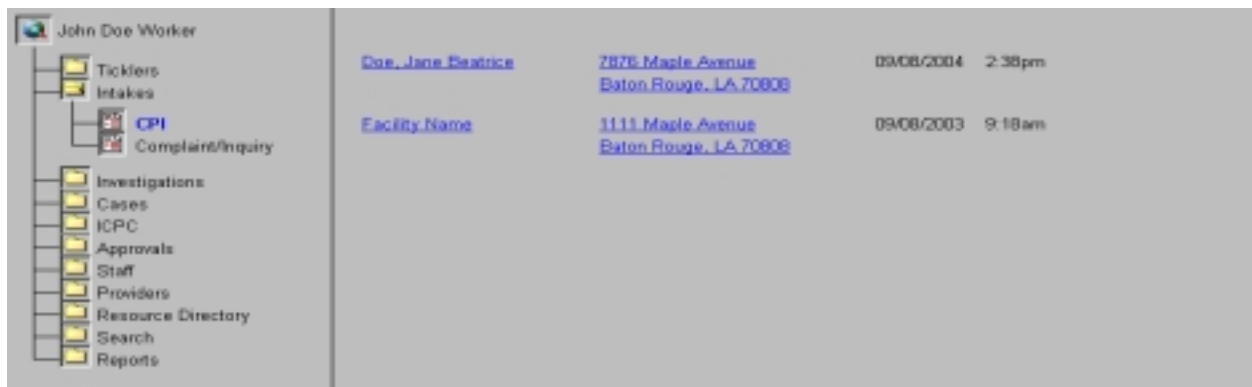 John Doe Worker
Ticklers
Intakes
CPI
Complaint/Inquiry
Investigations
Cases
ICPC
Approvals
Staff
Providers
Resource Directory
Search
Reports
Doe, Jane Beatrice 7876 Maple Avenue 09/08/2004 2:38pm
Baton Rouge, LA 70808
Facility Name 1111 Maple Avenue 09/08/2003 9:18am
Baton Rouge, LA 70808